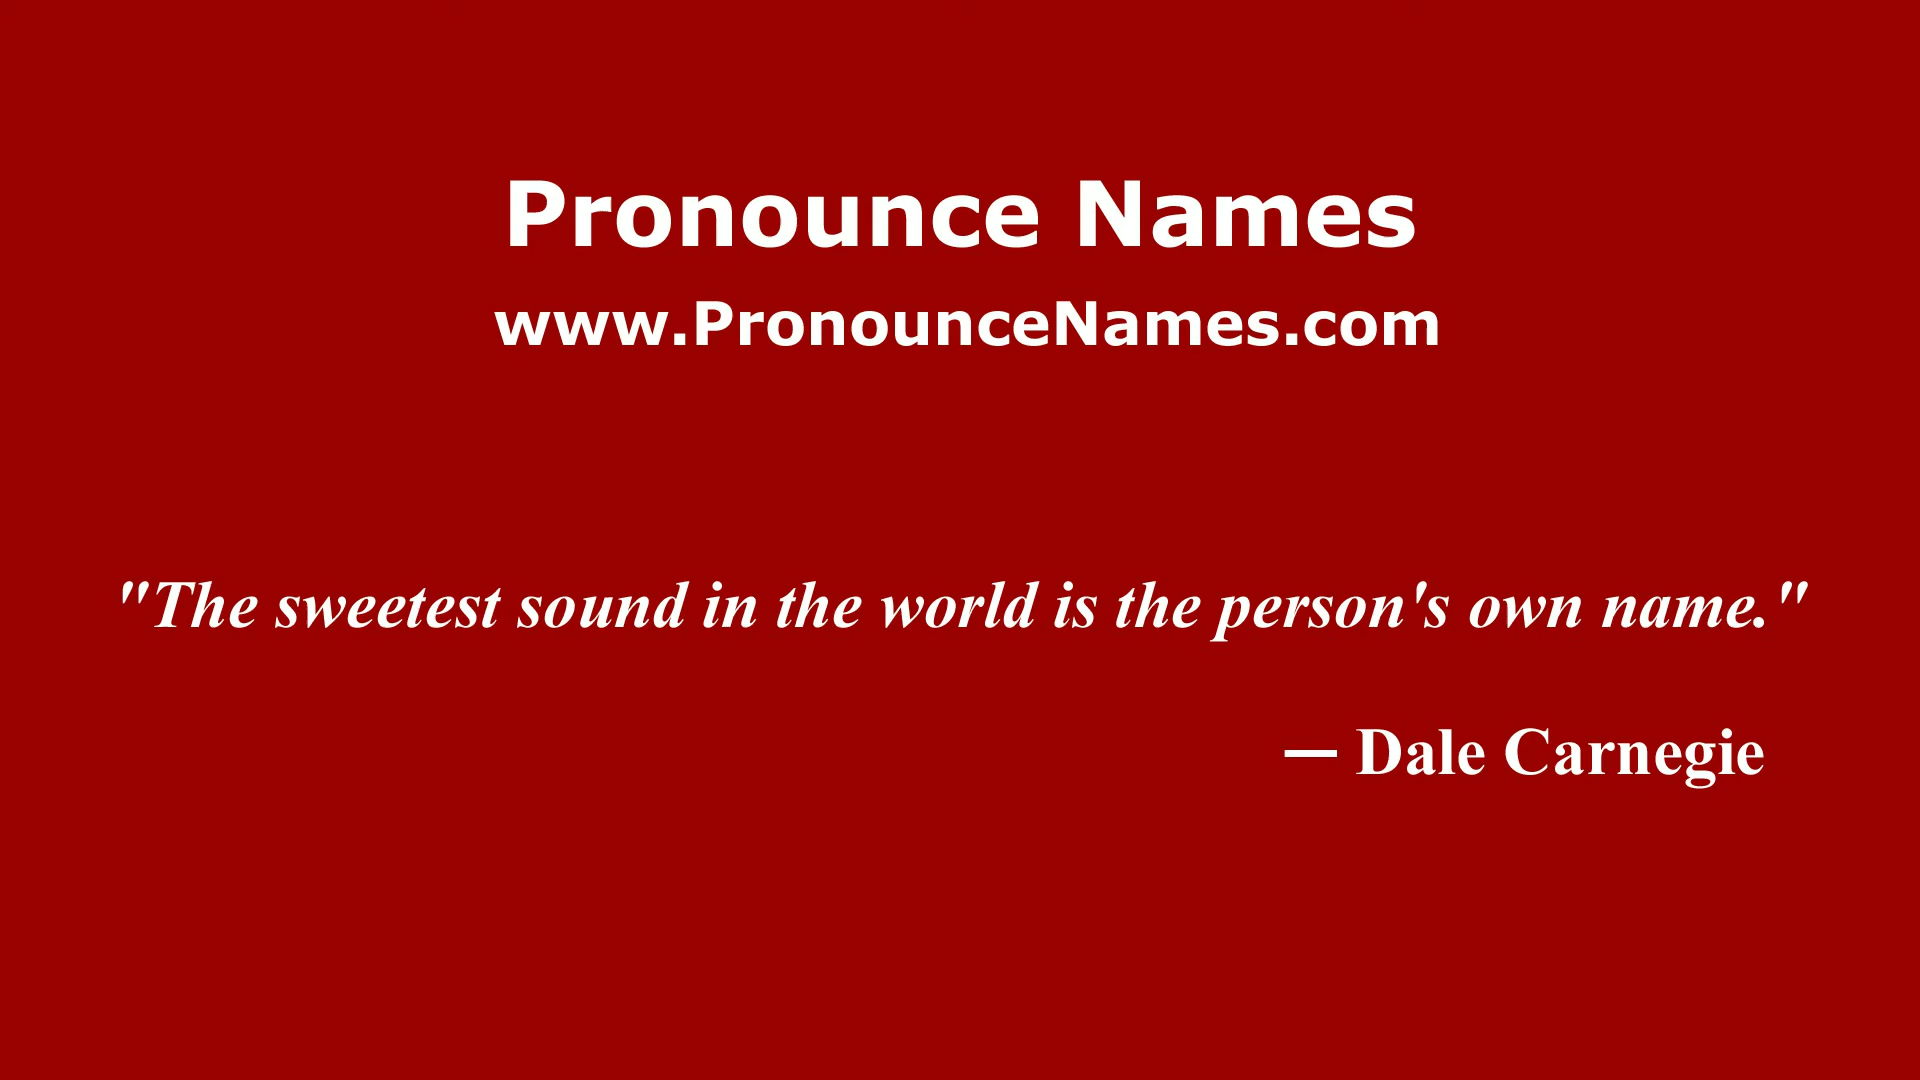 Pronounce Names
www.PronounceNames.com
"The sweetest sound in the world is the person's own name."
— Dale Carnegie